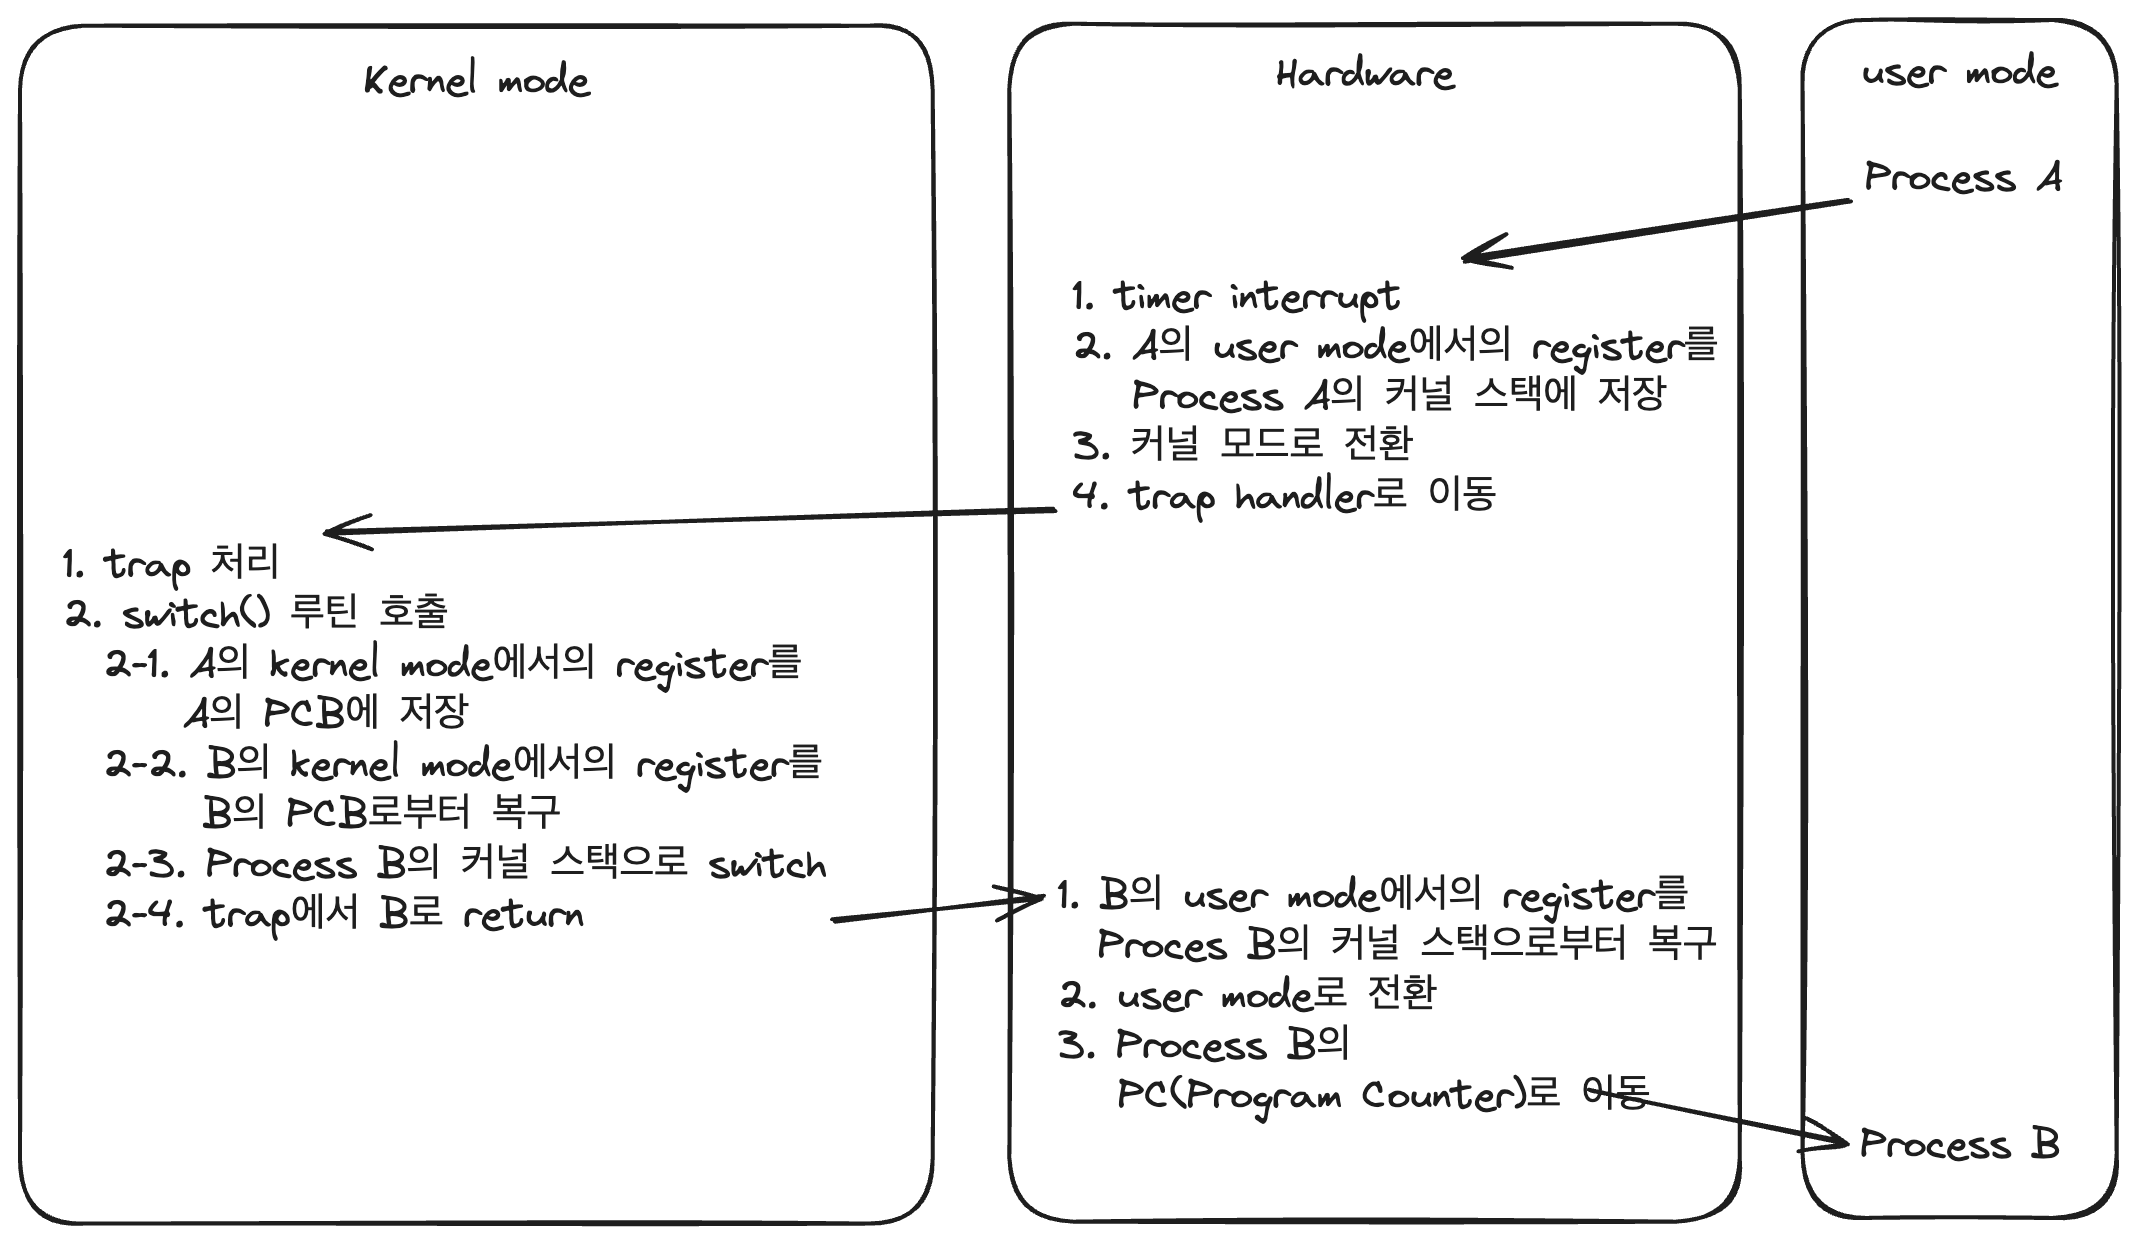 Kernel mode
Hardware
user mode
Process A
1. timer interrupt
2. A의 user mode에서의 register를
Process A의 커널 스택에 저장
3. 커널 모드로 전환
4. trap handler로 이동
1. trap 처리
2. switch() 루틴 호출
2-1. A의 kernel mode에서의 register를
A의 PCB에 저장
2-2. B의 kernel mode에서의 register를
B의 PCB로부터 복구
2-3. Process B의 커널 스택으로 switch
2-4. trap에서 B로 return
1. B의 user mode에서의 register를
Proces B의 커널 스택으로부터 복구
2. user mode로 전환
3. Process B의
PC(Program Counter)로 이동
Process B